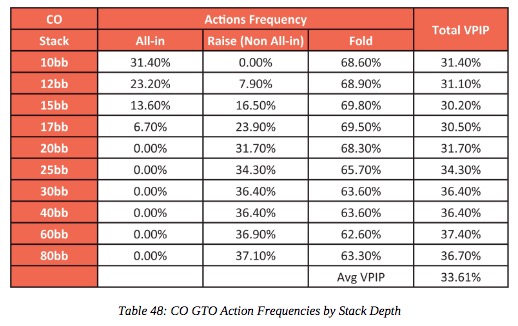 CO Actions Frequency Total VPIP
Stack All-in Raise (Non All-in) Fold
10bb 31.40% 0.00% 68.60% 31.40%
12bb 23.20% 7.90% 68.90% 31.10%
15bb 13.60% 16.50% 69.80% 30.20%
17bb 6.70% 23.90% 69.50% 30.50%
20bb 0.00% 31.70% 68.30% 31.70%
25bb 0.00% 34.30% 65.70% 34.30%
30bb 0.00% 36.40% 63.60% 36.40%
40bb 0.00% 36.40% 63.60% 36.40%
60bb 0.00% 36.90% 62.60% 37.40%
80bb 0.00% 37.10% 63.30% 36.70%
Avg VPIP 33.61%
Table 48: CO GTO Action Frequencies by Stack Depth